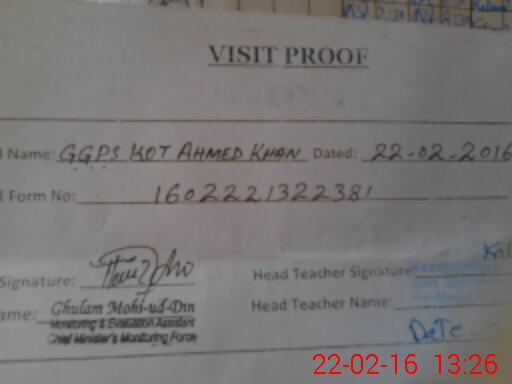 VISIT PROOF
Name: GGPS KOT AHMED KHAN Dated: 22-02-2016
Form No: 1602221322381
Signature:
Head Teacher Signature
Ghulam Mohi-ud-Din
Monitoring & Evaluation Assistant
Chief Minister's Monitoring Force
Head Teacher Name:
Date
22-02-16 13:26